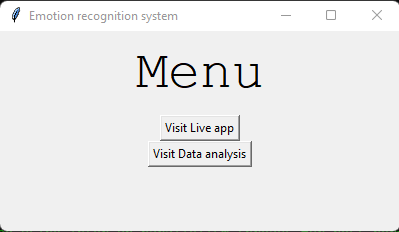 Emotion recognition system
Menu
Visit Live app
Visit Data analysis